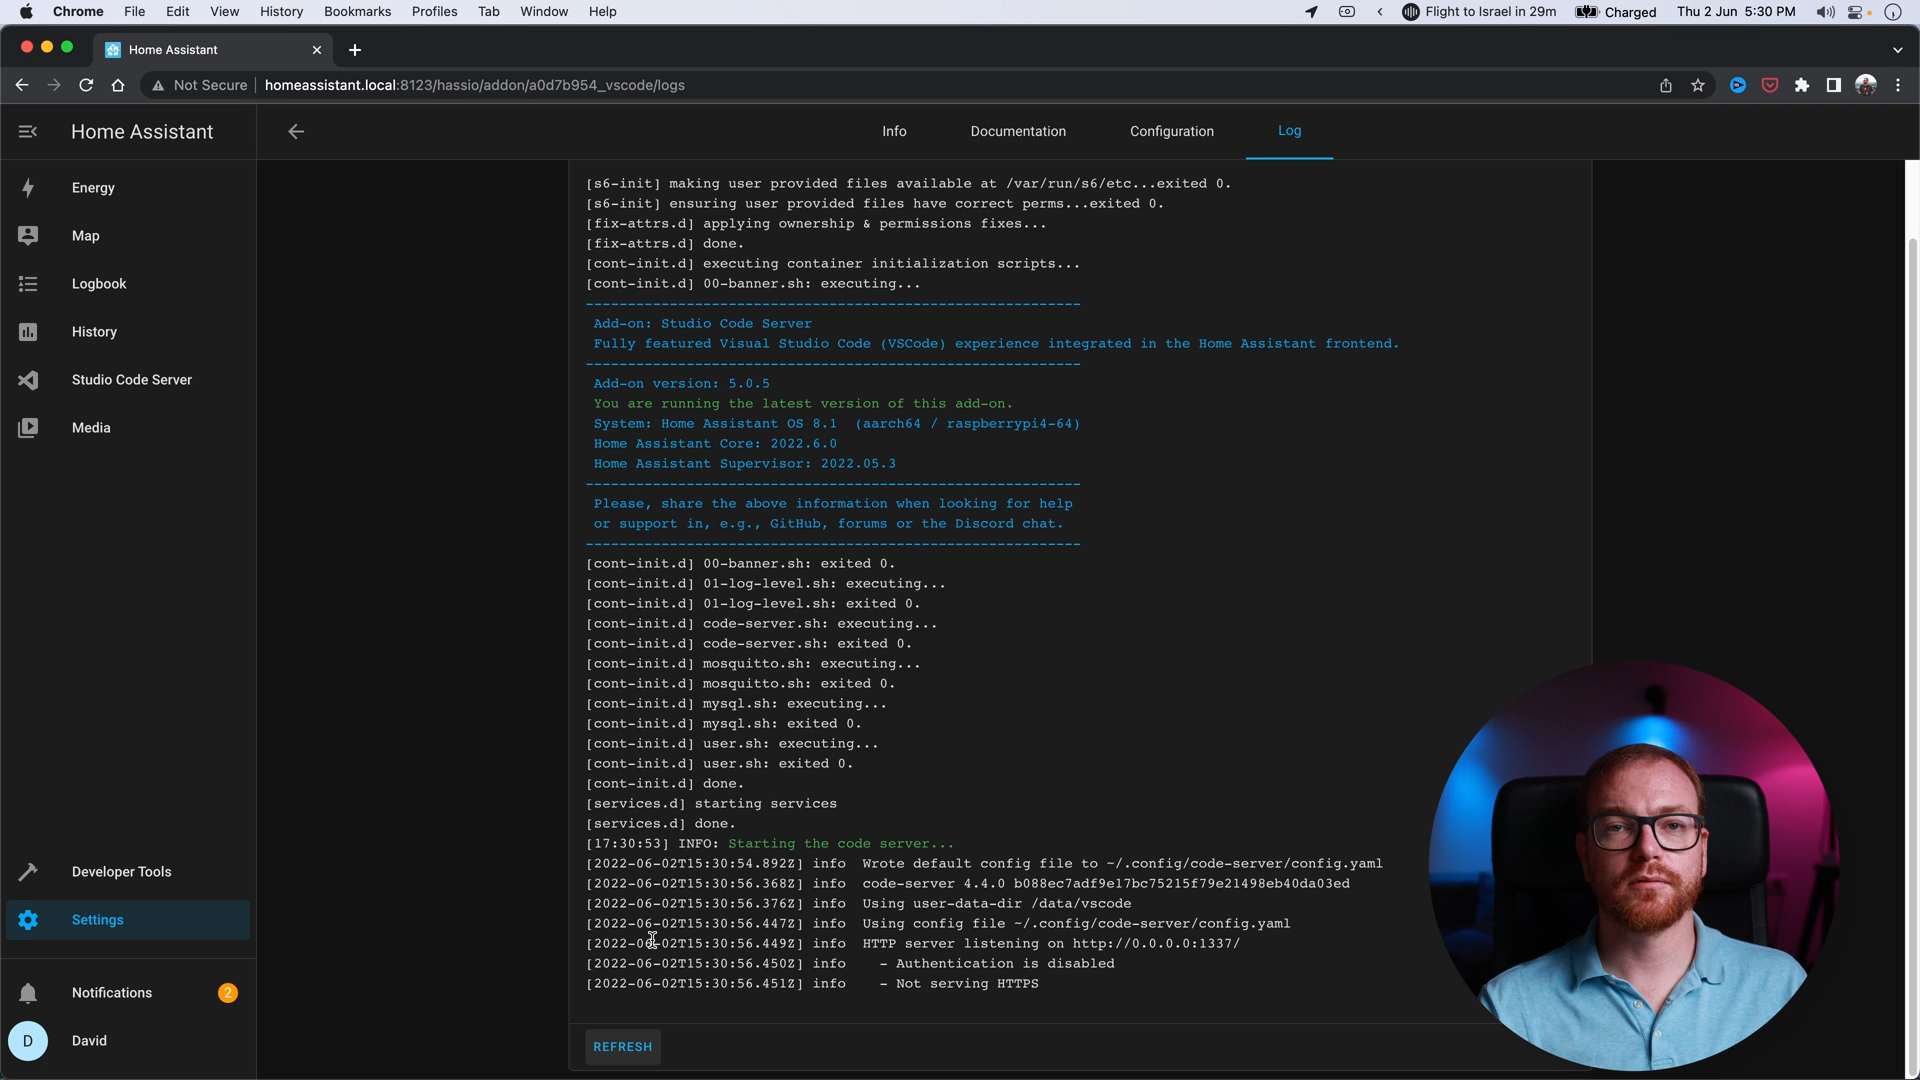 Chrome File Edit View History Bookmarks Profiles Tab Window Help Flight to Israel in 29m Charged Thu 2 Jun 5:30 PM
Home Assistant
Not Secure homeassistant.local:8123/hassio/addon/a0d7b954_vscode/logs
Home Assistant
Info Documentation Configuration Log
Energy
Map
Logbook
History
Studio Code Server
Media
Developer Tools
Settings
Notifications 2
D David
[s6-init] making user provided files available at /var/run/s6/etc...exited 0.
[s6-init] ensuring user provided files have correct perms...exited 0.
[fix-attrs.d] applying ownership & permissions fixes...
[fix-attrs.d] done.
[cont-init.d] executing container initialization scripts...
[cont-init.d] 00-banner.sh: executing...
-----------------------------------------------------------
Add-on: Studio Code Server
Fully featured Visual Studio Code (VSCode) experience integrated in the Home Assistant frontend.
-----------------------------------------------------------
Add-on version: 5.0.5
You are running the latest version of this add-on.
System: Home Assistant OS 8.1 (aarch64 / raspberrypi4-64)
Home Assistant Core: 2022.6.0
Home Assistant Supervisor: 2022.05.3
-----------------------------------------------------------
Please, share the above information when looking for help
or support in, e.g., GitHub, forums or the Discord chat.
-----------------------------------------------------------
[cont-init.d] 00-banner.sh: exited 0.
[cont-init.d] 01-log-level.sh: executing...
[cont-init.d] 01-log-level.sh: exited 0.
[cont-init.d] code-server.sh: executing...
[cont-init.d] code-server.sh: exited 0.
[cont-init.d] mosquitto.sh: executing...
[cont-init.d] mosquitto.sh: exited 0.
[cont-init.d] mysql.sh: executing...
[cont-init.d] mysql.sh: exited 0.
[cont-init.d] user.sh: executing...
[cont-init.d] user.sh: exited 0.
[cont-init.d] done.
[services.d] starting services
[services.d] done.
[17:30:53] INFO: Starting the code server...
[2022-06-02T15:30:54.892Z] info Wrote default config file to ~/.config/code-server/config.yaml
[2022-06-02T15:30:56.368Z] info code-server 4.4.0 b088ec7adf9e17bc75215f79e21498eb40da03ed
[2022-06-02T15:30:56.376Z] info Using user-data-dir /data/vscode
[2022-06-02T15:30:56.447Z] info Using config file ~/.config/code-server/config.yaml
[2022-06-02T15:30:56.449Z] info HTTP server listening on http://0.0.0.0:1337/
[2022-06-02T15:30:56.450Z] info - Authentication is disabled
[2022-06-02T15:30:56.451Z] info - Not serving HTTPS
REFRESH